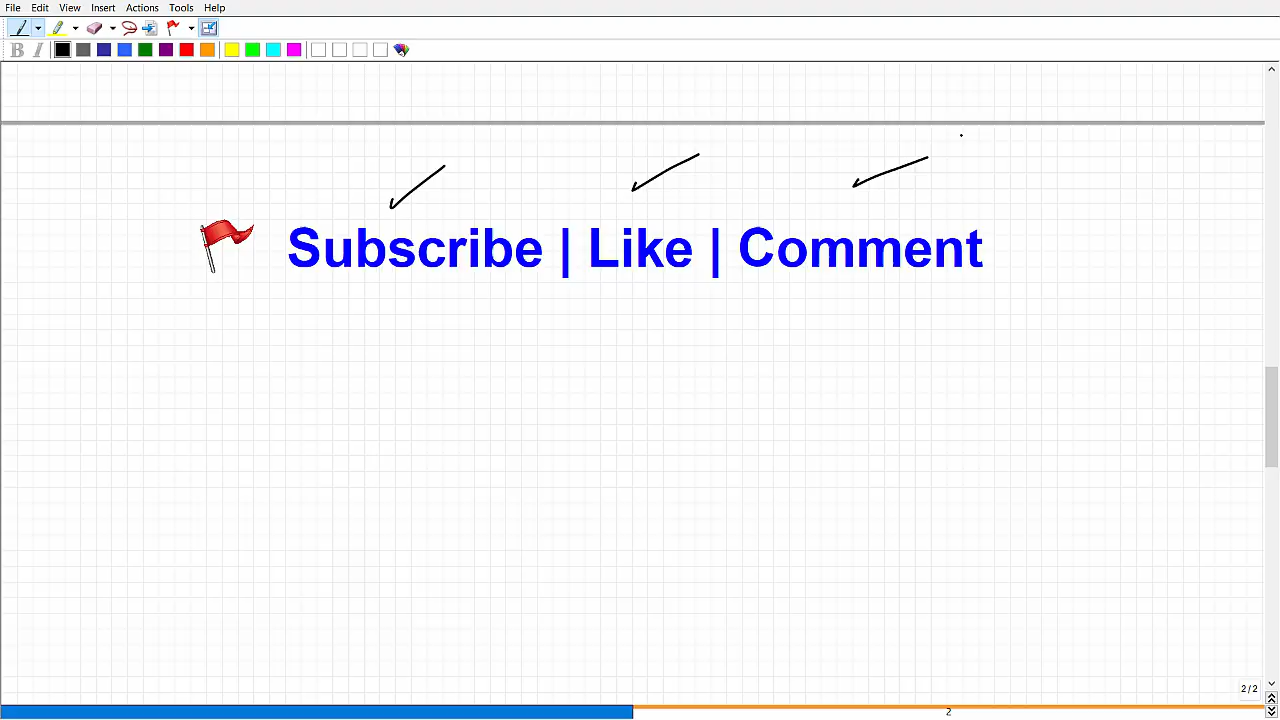 File Edit View Insert Actions Tools Help
B I
Subscribe | Like | Comment
2/2
2